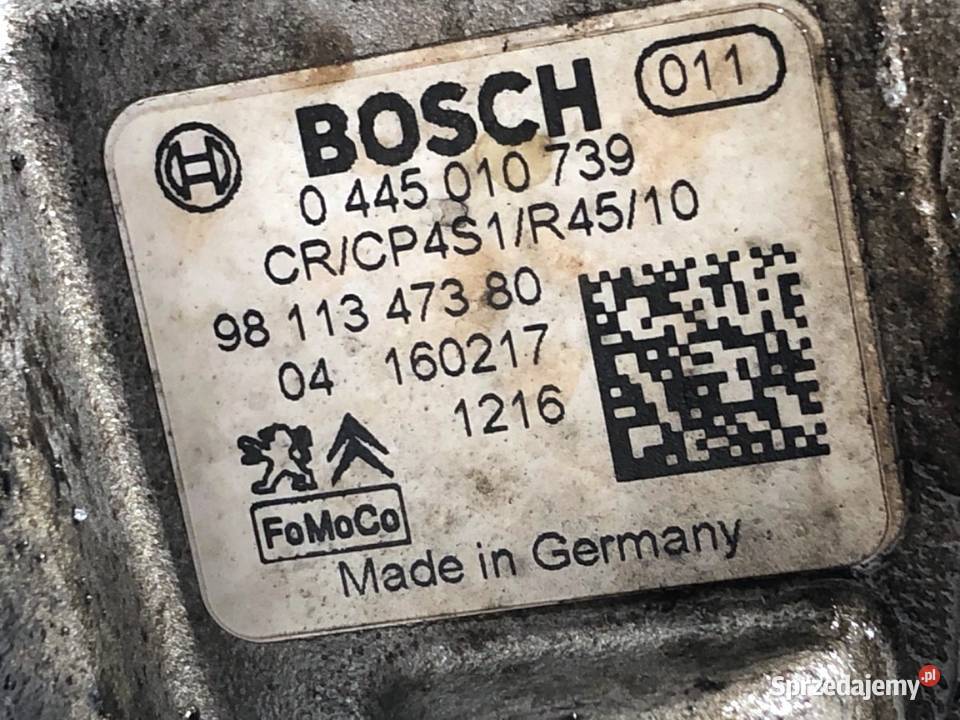 BOSCH 011
0 445 010 739
CR/CP4S1/R45/10
98 113 473 80
04 160217
1216
FoMoCo
Made in Germany
Sprzedajemy.pl